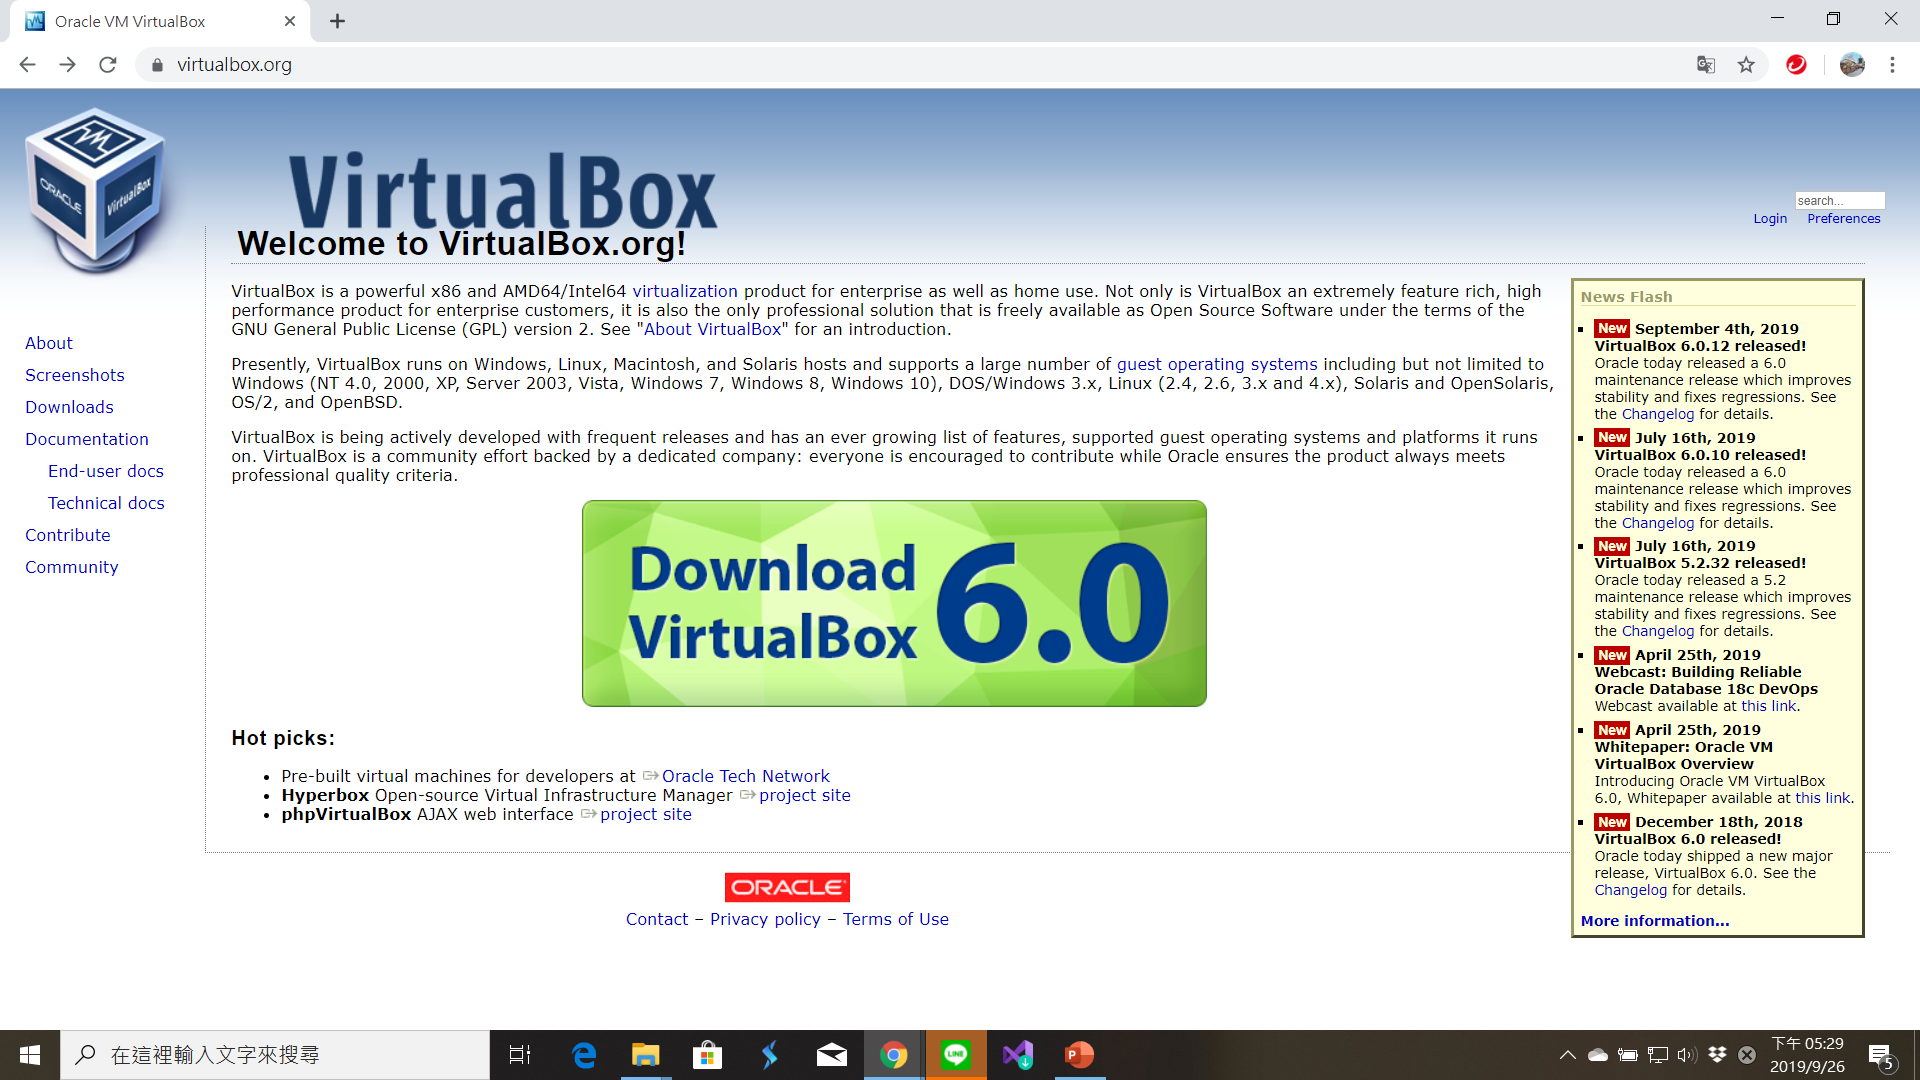 Oracle VM VirtualBox
virtualbox.org
ORACLE
VirtualBox
VirtualBox
search...
Login Preferences
Welcome to VirtualBox.org!
VirtualBox is a powerful x86 and AMD64/Intel64 virtualization product for enterprise as well as home use. Not only is VirtualBox an extremely feature rich, high
performance product for enterprise customers, it is also the only professional solution that is freely available as Open Source Software under the terms of the
GNU General Public License (GPL) version 2. See "About VirtualBox" for an introduction.
Presently, VirtualBox runs on Windows, Linux, Macintosh, and Solaris hosts and supports a large number of guest operating systems including but not limited to
Windows (NT 4.0, 2000, XP, Server 2003, Vista, Windows 7, Windows 8, Windows 10), DOS/Windows 3.x, Linux (2.4, 2.6, 3.x and 4.x), Solaris and OpenSolaris,
OS/2, and OpenBSD.
VirtualBox is being actively developed with frequent releases and has an ever growing list of features, supported guest operating systems and platforms it runs
on. VirtualBox is a community effort backed by a dedicated company: everyone is encouraged to contribute while Oracle ensures the product always meets
professional quality criteria.
About
Screenshots
Downloads
Documentation
End-user docs
Technical docs
Contribute
Community
Download
VirtualBox
6.0
Hot picks:
Pre-built virtual machines for developers at Oracle Tech Network
Hyperbox Open-source Virtual Infrastructure Manager project site
phpVirtualBox AJAX web interface project site
News Flash
New September 4th, 2019
VirtualBox 6.0.12 released!
Oracle today released a 6.0
maintenance release which improves
stability and fixes regressions. See
the Changelog for details.
New July 16th, 2019
VirtualBox 6.0.10 released!
Oracle today released a 6.0
maintenance release which improves
stability and fixes regressions. See
the Changelog for details.
New July 16th, 2019
VirtualBox 5.2.32 released!
Oracle today released a 5.2
maintenance release which improves
stability and fixes regressions. See
the Changelog for details.
New April 25th, 2019
Webcast: Building Reliable
Oracle Database 18c DevOps
Webcast available at this link.
New April 25th, 2019
Whitepaper: Oracle VM
VirtualBox Overview
Introducing Oracle VM VirtualBox
6.0, Whitepaper available at this link.
New December 18th, 2018
VirtualBox 6.0 released!
Oracle today shipped a new major
release, VirtualBox 6.0. See the
Changelog for details.
More information...
ORACLE
Contact – Privacy policy – Terms of Use
在這裡輸入文字來搜尋
LINE
下午 05:29
2019/9/26
5